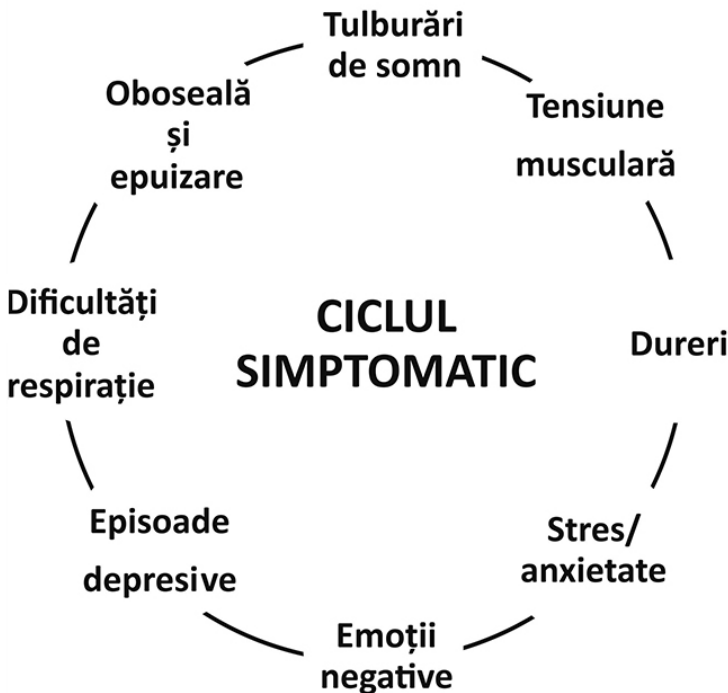 Tulburări
de somn
Tensiune
musculară
Dureri
Stres/
anxietate
Emoții
negative
Episoade
depresive
Dificultăți
de
respirație
Oboseală
și
epuizare
CICLUL
SIMPTOMATIC